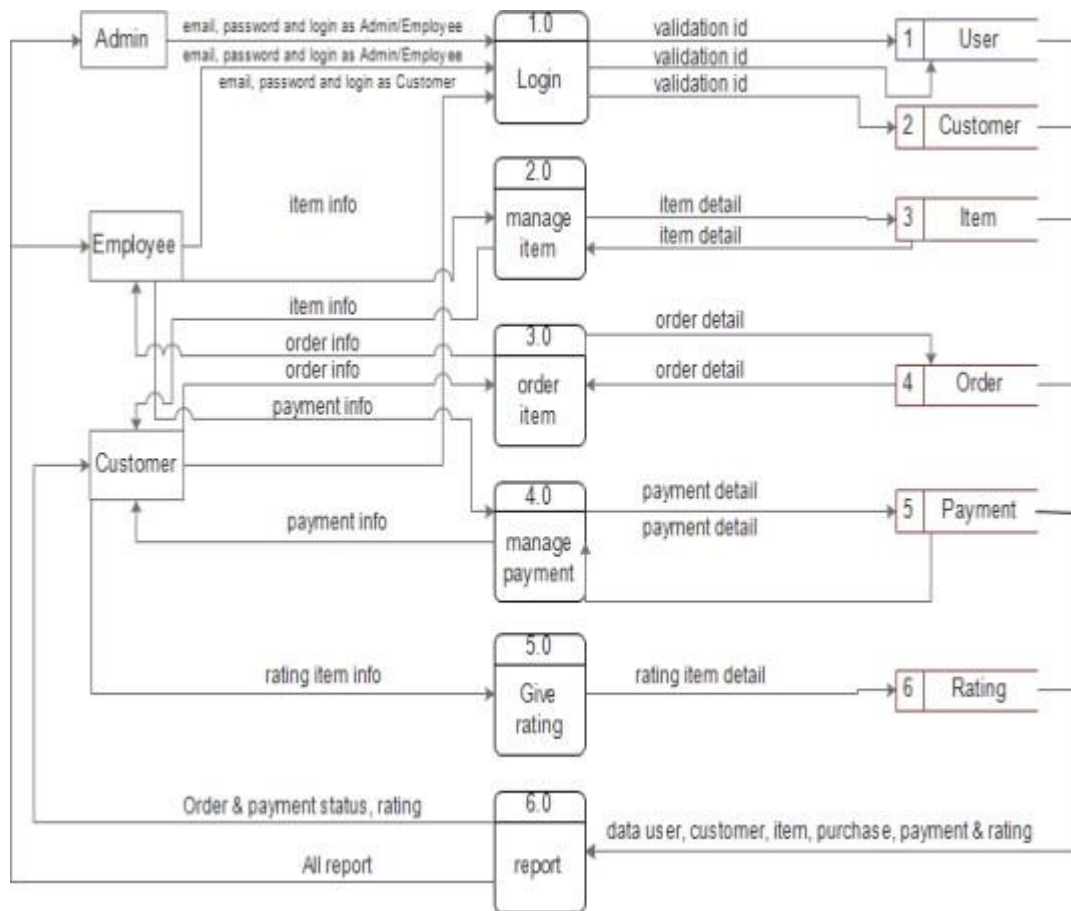 Admin
email, password and login as Admin/Employee
email, password and login as Admin/Employee
email, password and login as Customer
1.0
Login
validation id
validation id
validation id
1 User
2 Customer
Employee
item info
2.0
manage
item
item detail
item detail
3 Item
item info
order info
order info
payment info
3.0
order
item
order detail
order detail
4 Order
Customer
payment info
4.0
manage
payment
payment detail
payment detail
5 Payment
rating item info
5.0
Give
rating
rating item detail
6 Rating
Order & payment status, rating
All report
6.0
report
data user, customer, item, purchase, payment & rating